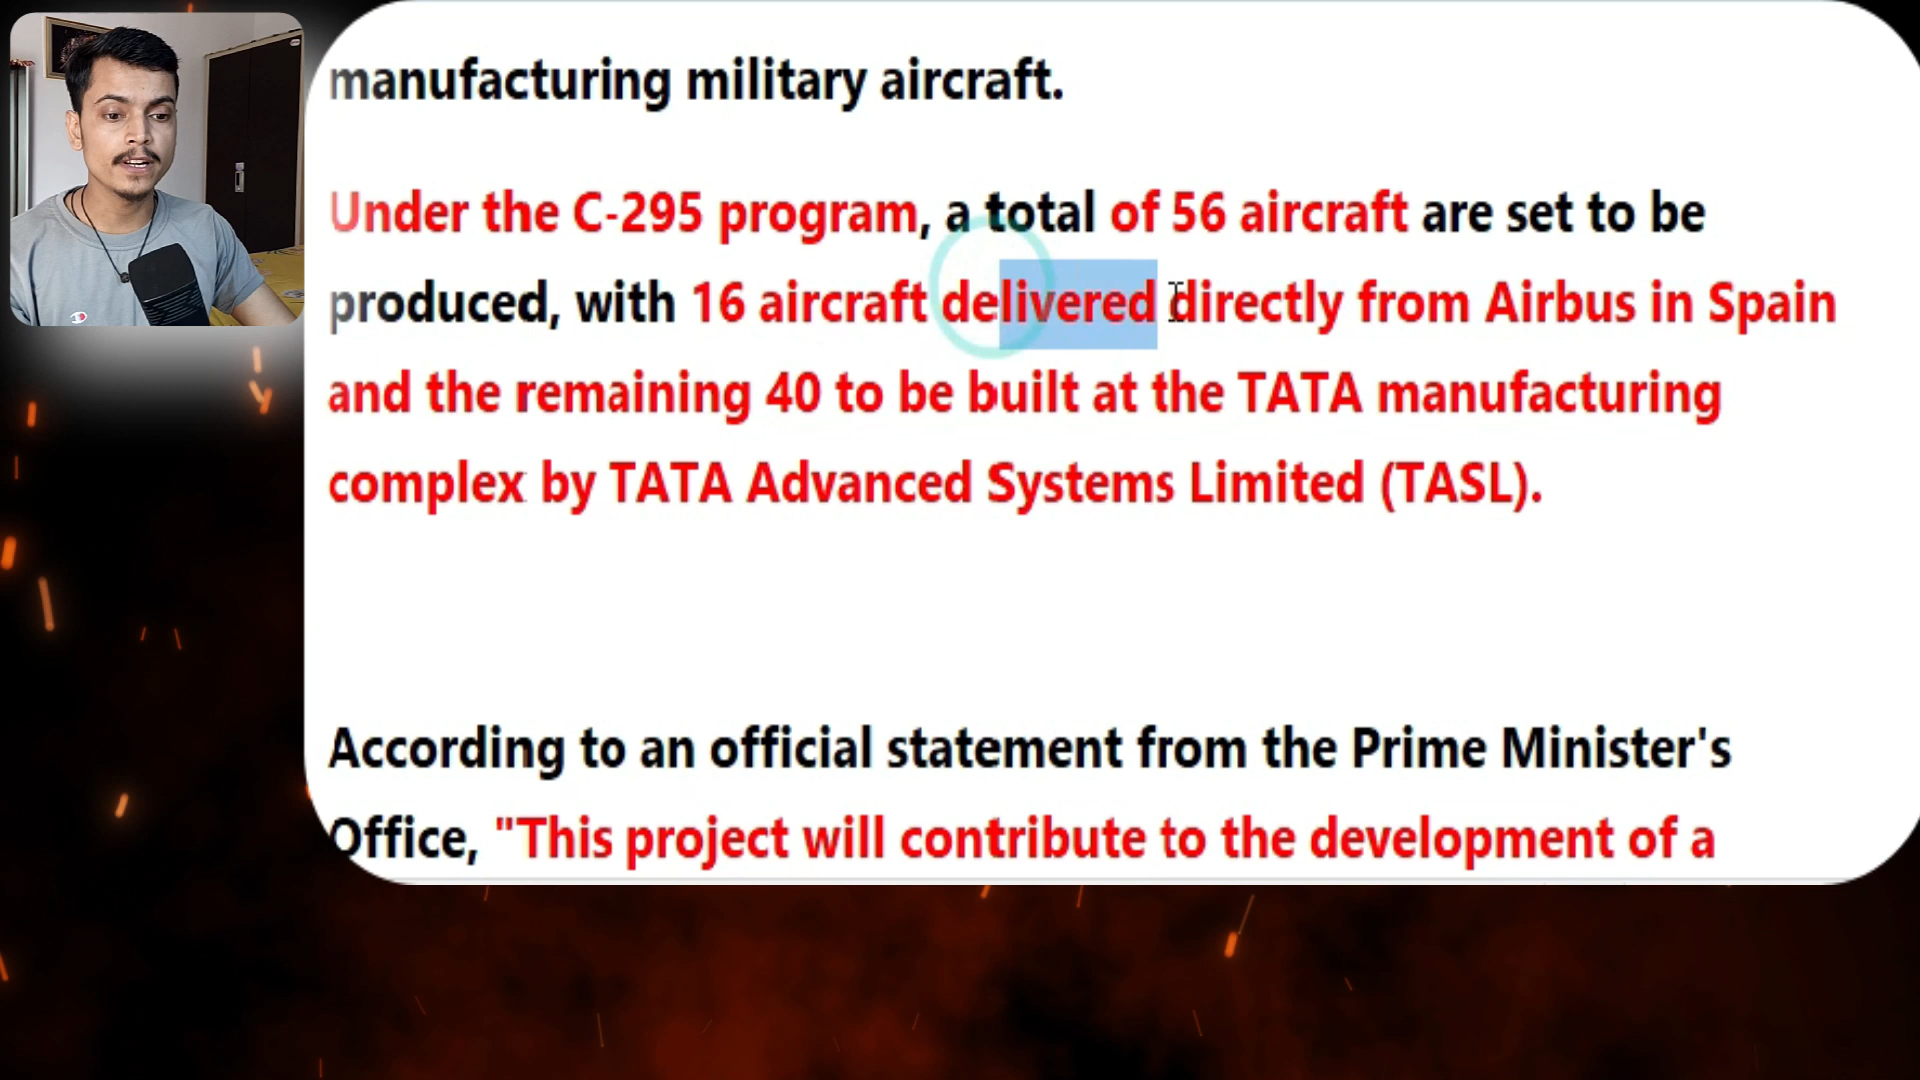 manufacturing military aircraft.
Under the C-295 program, a total of 56 aircraft are set to be
produced, with 16 aircraft delivered directly from Airbus in Spain
and the remaining 40 to be built at the TATA manufacturing
complex by TATA Advanced Systems Limited (TASL).
According to an official statement from the Prime Minister's
Office, "This project will contribute to the development of a